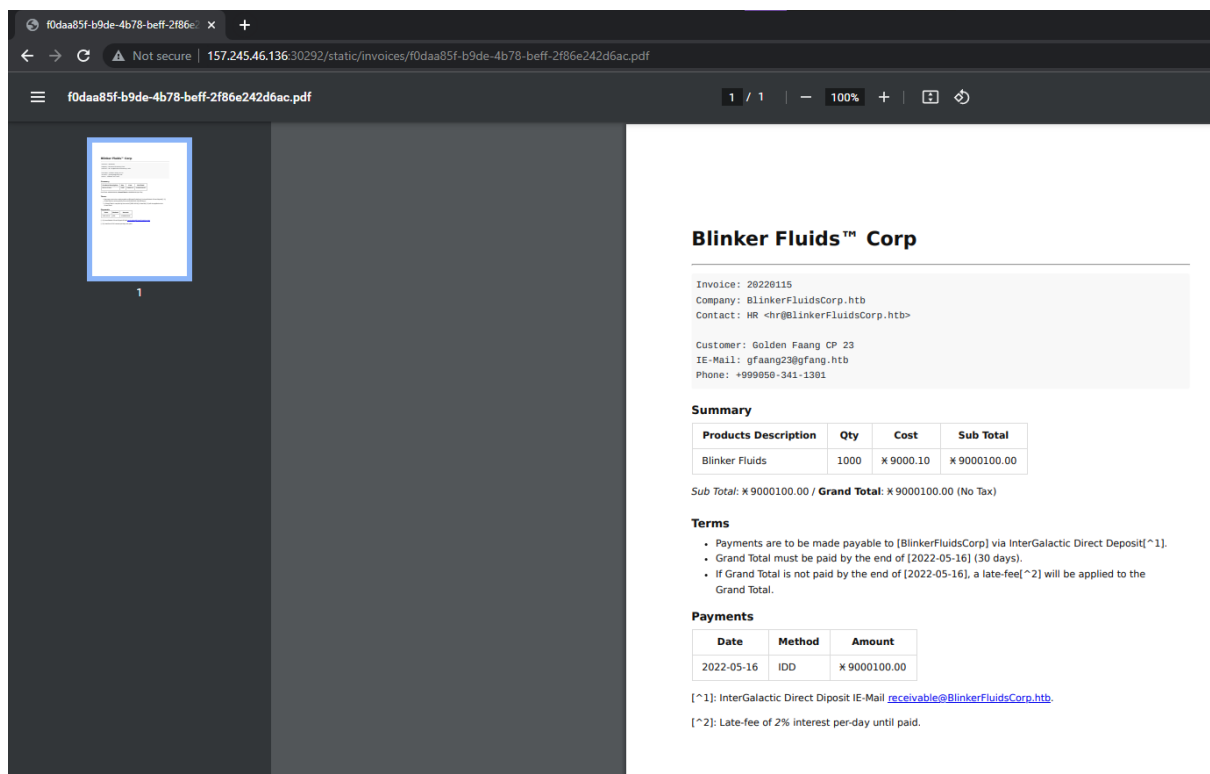 f0daa85f-b9de-4b78-beff-2f86e2
Not secure | 157.245.46.136:30292/static/invoices/f0daa85f-b9de-4b78-beff-2f86e242d6ac.pdf
f0daa85f-b9de-4b78-beff-2f86e242d6ac.pdf
1 / 1 | 100%
1
Blinker Fluids™ Corp
Invoice: 20220115
Company: BlinkerFluidsCorp.htb
Contact: HR <hr@BlinkerFluidsCorp.htb>
Customer: Golden Faang CP 23
IE-Mail: gfaang23@gfang.htb
Phone: +999050-341-1301
Summary
Products Description Qty Cost Sub Total
Blinker Fluids 1000 Ӿ 9000.10 Ӿ 9000100.00
Sub Total: Ӿ 9000100.00 / Grand Total: Ӿ 9000100.00 (No Tax)
Terms
• Payments are to be made payable to [BlinkerFluidsCorp] via InterGalactic Direct Deposit[^1].
• Grand Total must be paid by the end of [2022-05-16] (30 days).
• If Grand Total is not paid by the end of [2022-05-16], a late-fee[^2] will be applied to the
Grand Total.
Payments
Date Method Amount
2022-05-16 IDD Ӿ 9000100.00
[^1]: InterGalactic Direct Diposit IE-Mail receivable@BlinkerFluidsCorp.htb.
[^2]: Late-fee of 2% interest per-day until paid.